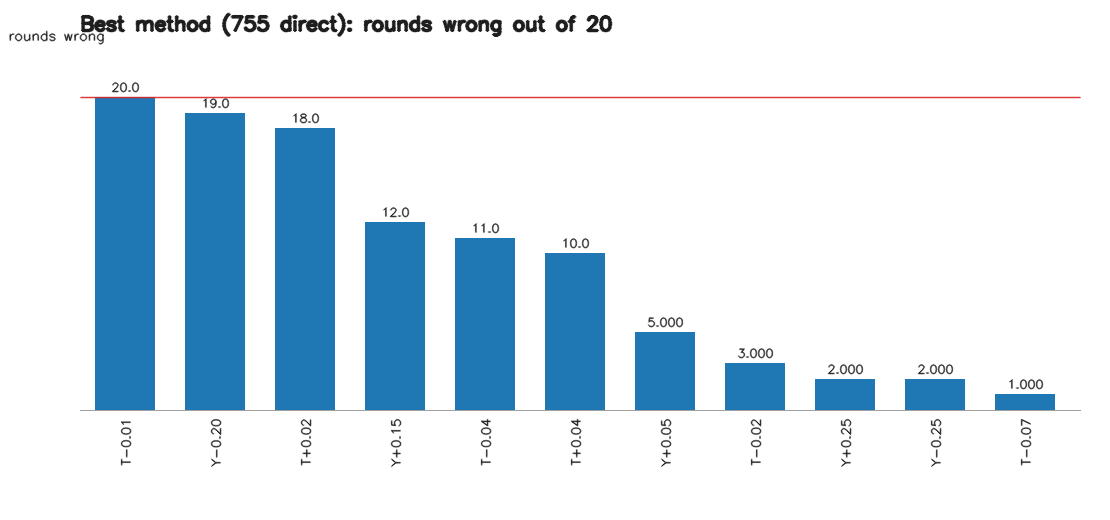 Best method (755 direct): rounds wrong out of 20
rounds wrong
20.0
19.0
18.0
12.0
11.0
10.0
5.000
3.000
2.000
2.000
1.000
T−0.01
Y−0.20
T+0.02
Y+0.15
T−0.04
T+0.04
Y+0.05
T−0.02
Y+0.25
Y−0.25
T−0.07